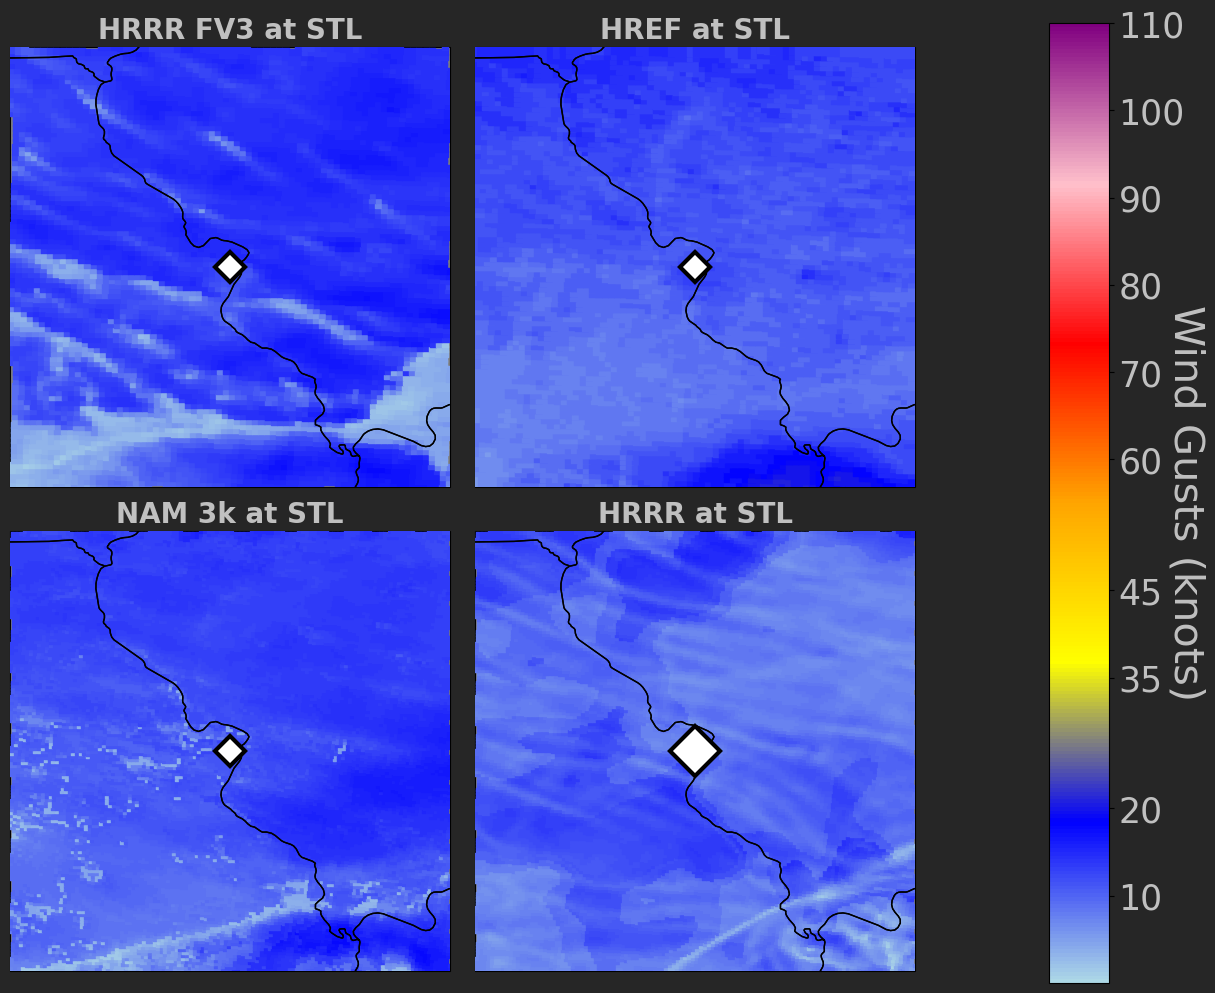 HRRR FV3 at STL
HREF at STL
NAM 3k at STL
HRRR at STL
110
100
90
80
70
60
45
35
20
10
Wind Gusts (knots)